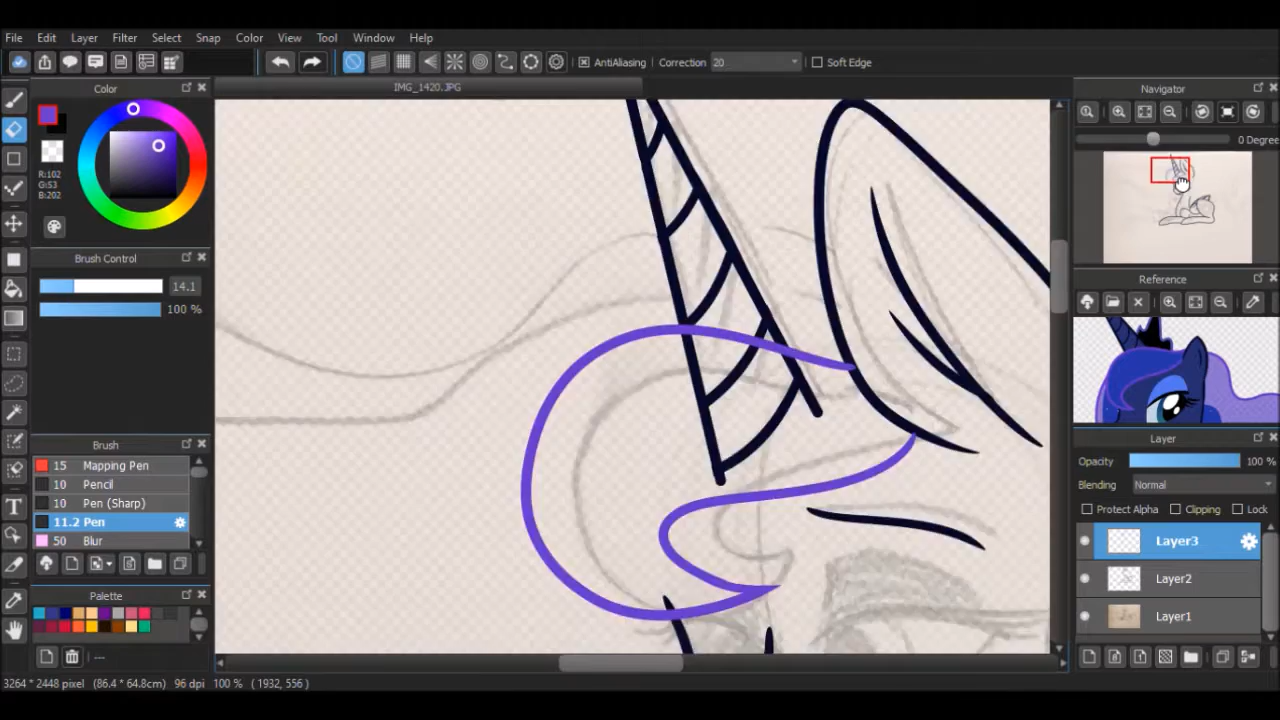 File Edit Layer Filter Select Snap Color View Tool Window Help
AntiAliasing Correction 20 Soft Edge
Color
IMG_1420.JPG
Navigator
0 Degree
R:102
G:53
B:202
Brush Control
14.1
100 %
Reference
Brush
15 Mapping Pen
10 Pencil
10 Pen (Sharp)
11.2 Pen
50 Blur
Layer
Opacity 100 %
Blending Normal
Protect Alpha Clipping Lock
Layer3
Layer2
Layer1
Palette
---
3264 * 2448 pixel (86.4 * 64.8cm) 96 dpi 100 % ( 1932, 556 )